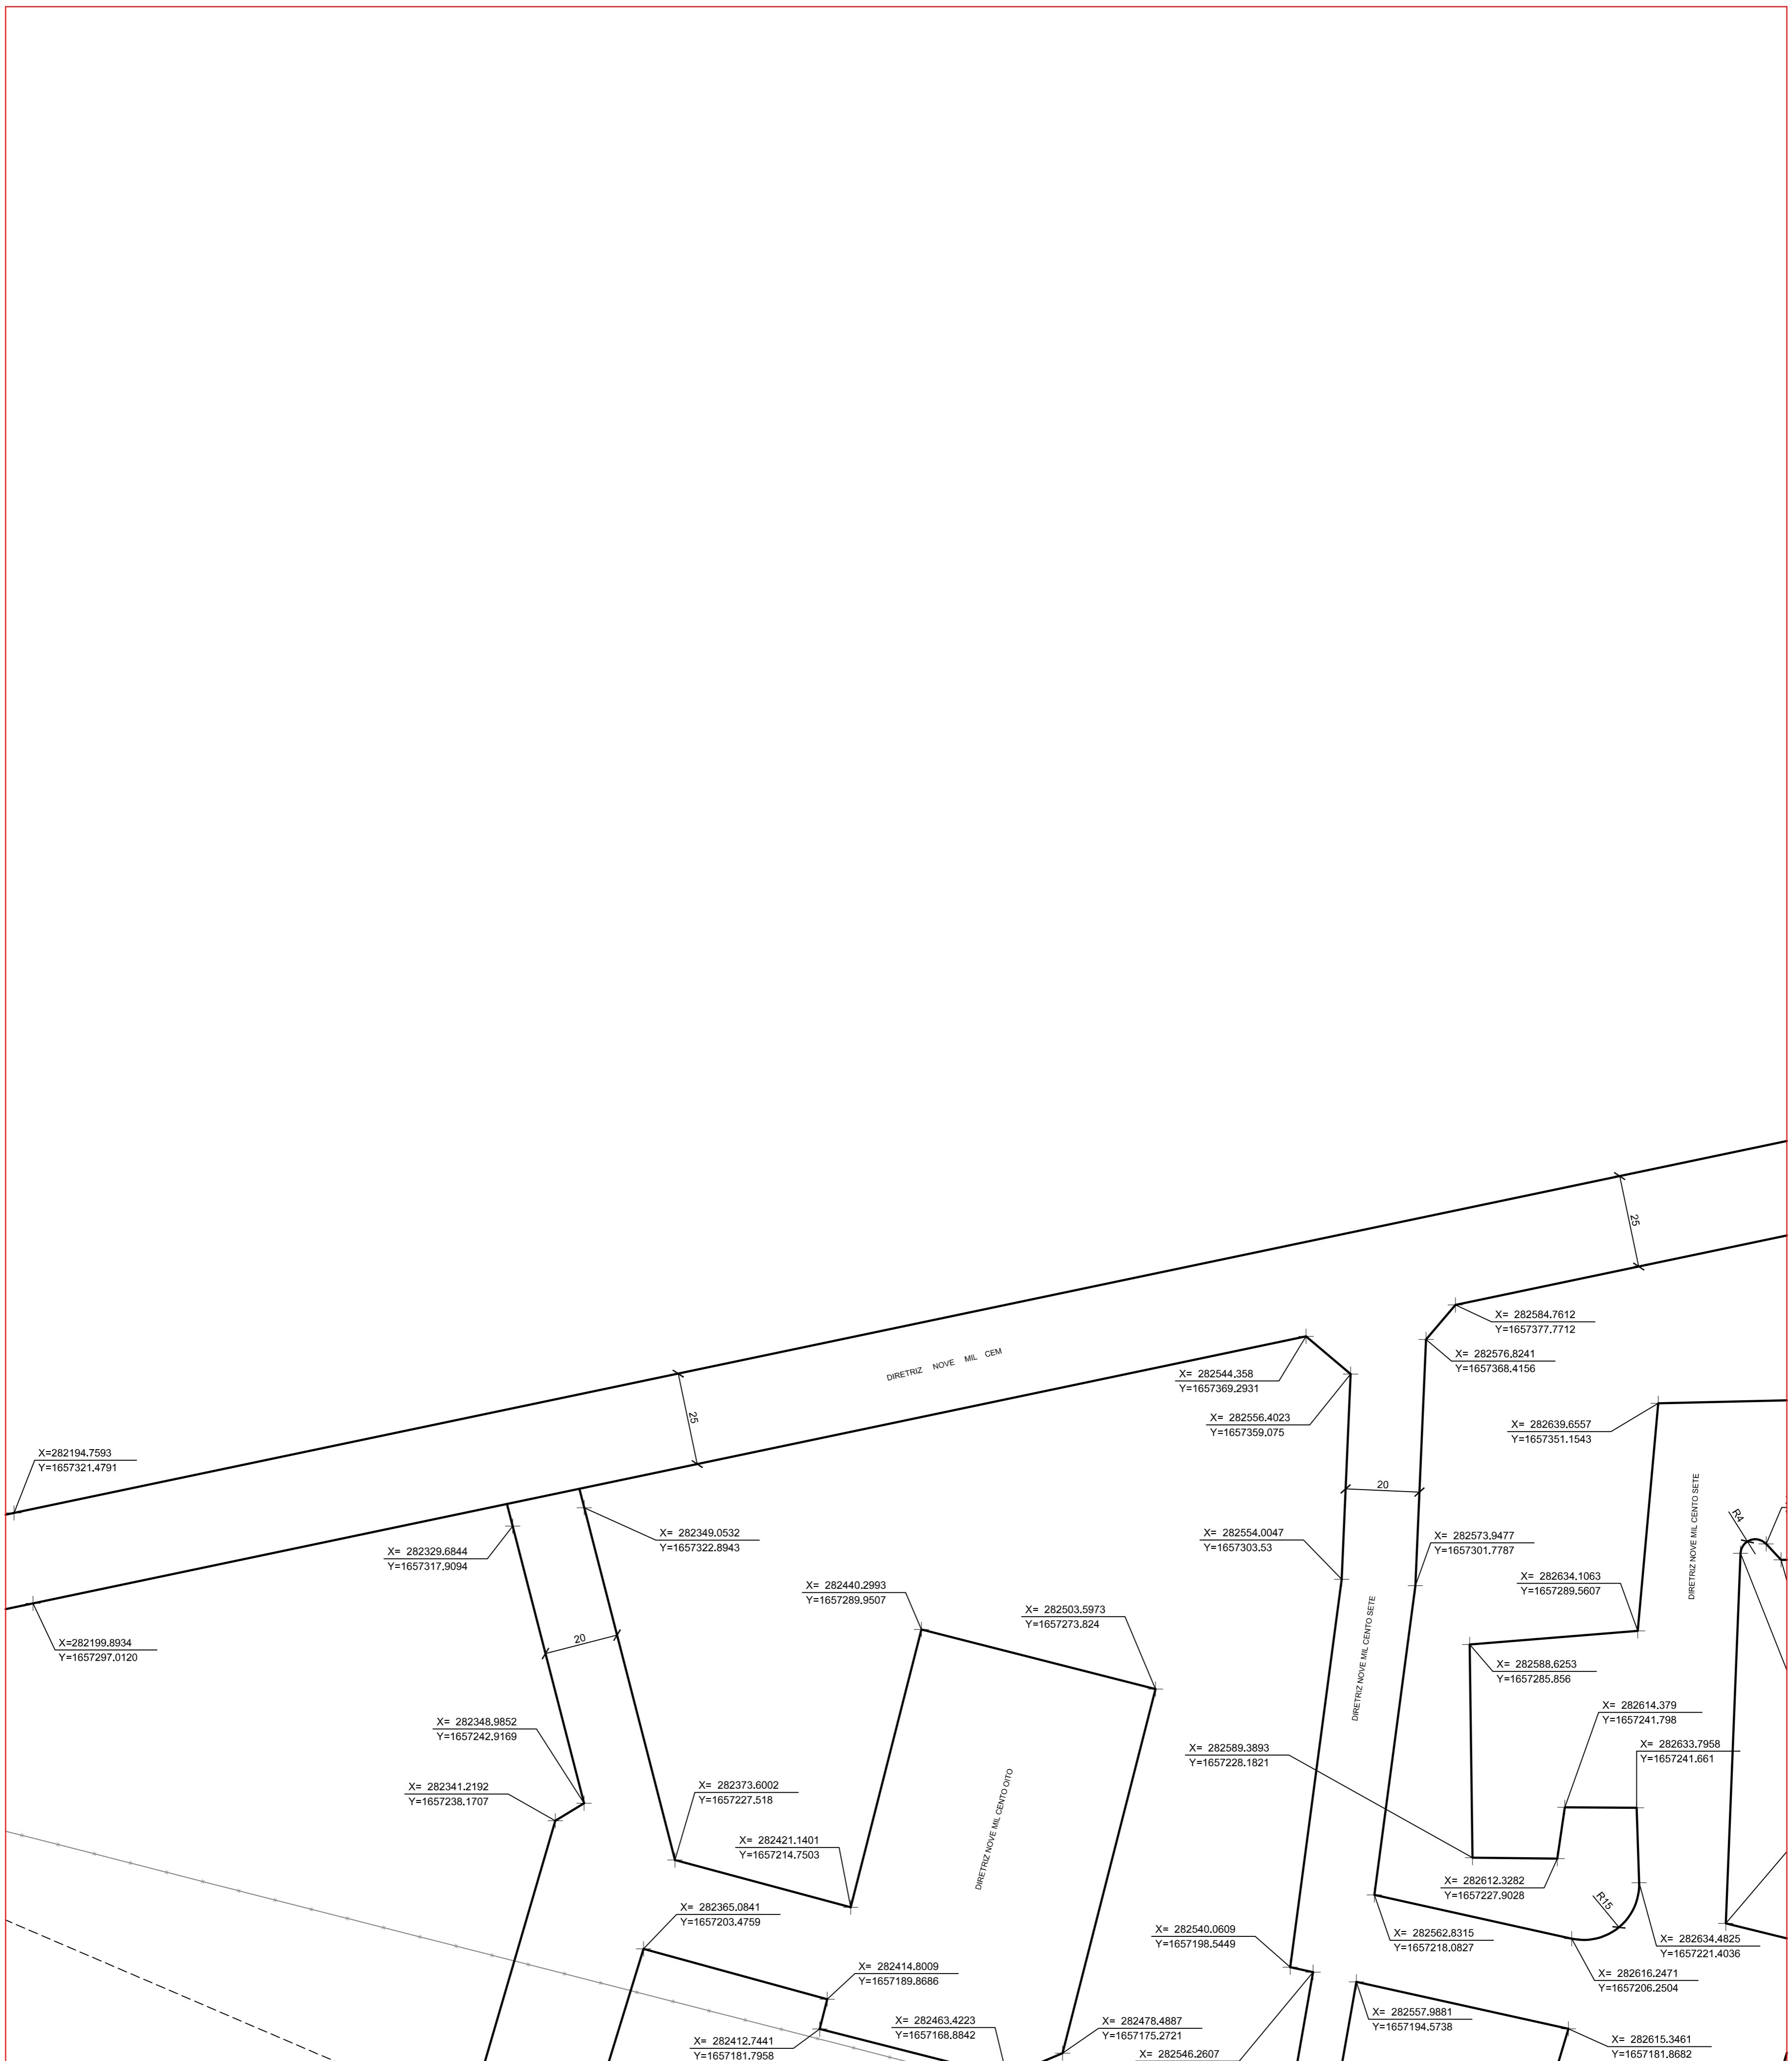 25
X= 282584.7612
Y=1657377.7712
DIRETRIZ NOVE MIL CEM
X= 282576.8241
Y=1657368.4156
X= 282544.358
Y=1657369.2931
25
X= 282556.4023
Y=1657359.075
X= 282639.6557
Y=1657351.1543
X=282194.7593
Y=1657321.4791
20
DIRETRIZ NOVE MIL CENTO SETE
R4
X= 282349.0532
Y=1657322.8943
X= 282554.0047
Y=1657303.53
X= 282573.9477
Y=1657301.7787
X= 282329.6844
Y=1657317.9094
X= 282634.1063
Y=1657289.5607
X= 282440.2993
Y=1657289.9507
X= 282503.5973
Y=1657273.824
X=282199.8934
Y=1657297.0120
20
DIRETRIZ NOVE MIL CENTO SETE
X= 282588.6253
Y=1657285.856
X= 282348.9852
Y=1657242.9169
X= 282614.379
Y=1657241.798
X= 282589.3893
Y=1657228.1821
X= 282633.7958
Y=1657241.661
X= 282341.2192
Y=1657238.1707
X= 282373.6002
Y=1657227.518
DIRETRIZ NOVE MIL CENTO OITO
X= 282421.1401
Y=1657214.7503
X= 282612.3282
Y=1657227.9028
R15
X= 282365.0841
Y=1657203.4759
X= 282540.0609
Y=1657198.5449
X= 282562.8315
Y=1657218.0827
X= 282634.4825
Y=1657221.4036
X= 282414.8009
Y=1657189.8686
X= 282616.2471
Y=1657206.2504
X= 282557.9881
Y=1657194.5738
X= 282463.4223
Y=1657168.8842
X= 282478.4887
Y=1657175.2721
X= 282412.7441
Y=1657181.7958
X= 282615.3461
Y=1657181.8682
X= 282546.2607